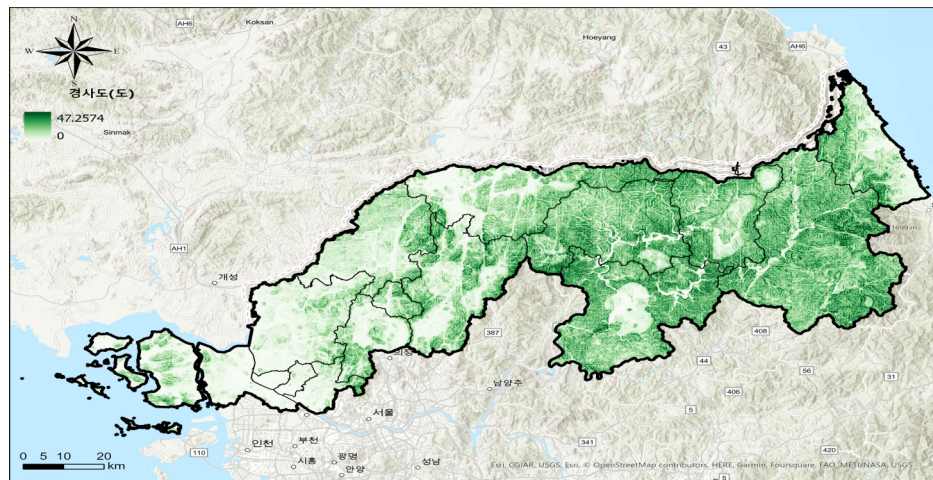 N
W
E
S
경사도(도)
47.2574
0
AH6
Koksan
Hoeyang
43
AH6
Sinmak
AH1
개성
387
의정
408
44
56
31
남양주
406
서울
5
5
인천
부천
341
110
광명
시흥
안양
성남
420
0 5 10 20
km
Esri, CGIAR, USGS, Esri, © OpenStreetMap contributors, HERE, Garmin, Foursquare, FAO, METI/NASA, USGS